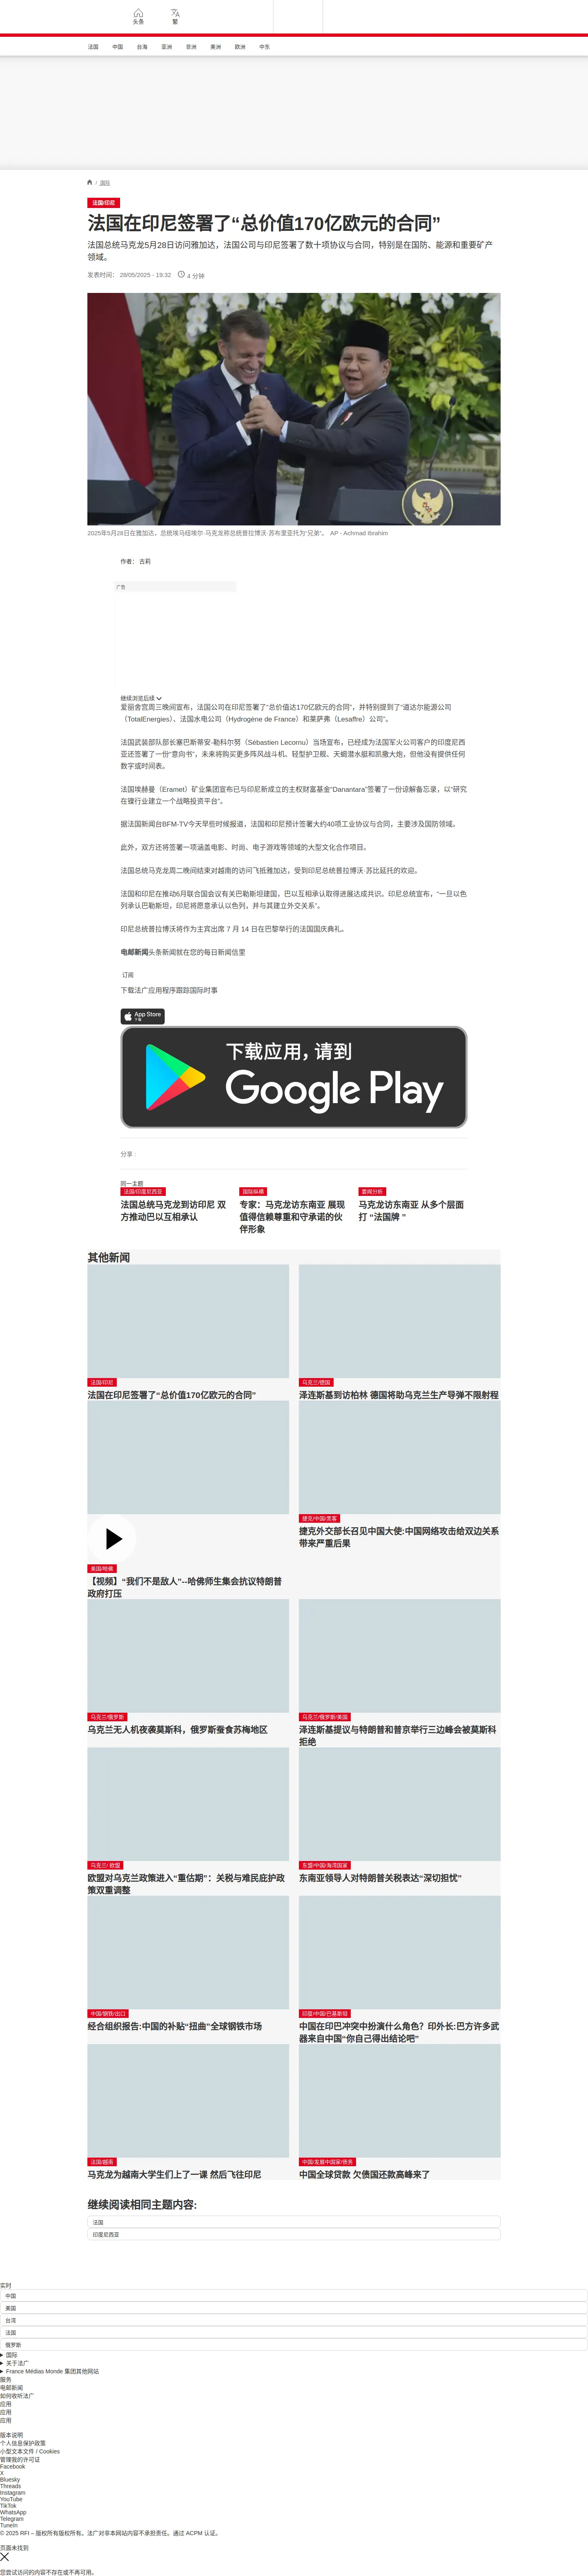 头条
繁
法国
中国
台海
亚洲
非洲
美洲
欧洲
中东
/ 国际
法国/印尼
法国在印尼签署了“总价值170亿欧元的合同”
法国总统马克龙5月28日访问雅加达，法国公司与印尼签署了数十项协议与合同，特别是在国防、能源和重要矿产
领域。
发表时间： 28/05/2025 - 19:32
4 分钟
2025年5月28日在雅加达，总统埃马纽埃尔·马克龙称总统普拉博沃·苏布里亚托为“兄弟”。 AP - Achmad Ibrahim
作者： 古莉
广告
继续浏览后续
爱丽舍宫周三晚间宣布，法国公司在印尼签署了“总价值达170亿欧元的合同”，并特别提到了“道达尔能源公司
（TotalEnergies）、法国水电公司（Hydrogène de France）和莱萨弗（Lesaffre）公司”。
法国武装部队部长塞巴斯蒂安-勒科尔努（Sébastien Lecornu）当场宣布，已经成为法国军火公司客户的印度尼西
亚还签署了一份“意向书”，未来将购买更多阵风战斗机、轻型护卫舰、天蝎潜水艇和凯撒大炮，但他没有提供任何
数字或时间表。
法国埃赫曼（Eramet）矿业集团宣布已与印尼新成立的主权财富基金“Danantara”签署了一份谅解备忘录，以“研究
在镍行业建立一个战略投资平台”。
据法国新闻台BFM-TV今天早些时候报道，法国和印尼预计签署大约40项工业协议与合同，主要涉及国防领域。
此外，双方还将签署一项涵盖电影、时尚、电子游戏等领域的大型文化合作项目。
法国总统马克龙周二晚间结束对越南的访问飞抵雅加达，受到印尼总统普拉博沃·苏比延托的欢迎。
法国和印尼在推动6月联合国会议有关巴勒斯坦建国，巴以互相承认取得进展达成共识。印尼总统宣布，“一旦以色
列承认巴勒斯坦，印尼将愿意承认以色列，并与其建立外交关系”。
印尼总统普拉博沃将作为主宾出席 7 月 14 日在巴黎举行的法国国庆典礼。
电邮新闻头条新闻就在您的每日新闻信里
订阅
下载法广应用程序跟踪国际时事
App Store
下载
下载应用，请到
Google Play
分享 :
同一主题
法国/印度尼西亚
法国总统马克龙到访印尼 双
方推动巴以互相承认
国际纵横
专家：马克龙访东南亚 展现
值得信赖尊重和守承诺的伙
伴形象
要闻分析
马克龙访东南亚 从多个层面
打 “法国牌 ”
其他新闻
法国/印尼
法国在印尼签署了“总价值170亿欧元的合同”
乌克兰/德国
泽连斯基到访柏林 德国将助乌克兰生产导弹不限射程
美国/哈佛
【视频】“我们不是敌人”--哈佛师生集会抗议特朗普
政府打压
捷克/中国/黑客
捷克外交部长召见中国大使:中国网络攻击给双边关系
带来严重后果
乌克兰/俄罗斯
乌克兰无人机夜袭莫斯科，俄罗斯蚕食苏梅地区
乌克兰/俄罗斯/美国
泽连斯基提议与特朗普和普京举行三边峰会被莫斯科
拒绝
乌克兰/ 欧盟
欧盟对乌克兰政策进入“重估期”：关税与难民庇护政
策双重调整
东盟/中国/海湾国家
东南亚领导人对特朗普关税表达“深切担忧”
中国/钢铁/出口
经合组织报告:中国的补贴“扭曲”全球钢铁市场
印度/中国/巴基斯坦
中国在印巴冲突中扮演什么角色？印外长:巴方许多武
器来自中国“你自己得出结论吧”
法国/越南
马克龙为越南大学生们上了一课 然后飞往印尼
中国/发展中国家/债务
中国全球贷款 欠债国还款高峰来了
继续阅读相同主题内容:
法国
印度尼西亚
实时
中国
美国
台湾
法国
俄罗斯
国际
关于法广
France Médias Monde 集团其他网站
服务
电邮新闻
如何收听法广
应用
应用
应用
版本说明
个人信息保护政策
小型文本文件 / Cookies
管理我的许可证
Facebook
X
Bluesky
Threads
Instagram
YouTube
TikTok
WhatsApp
Telegram
TuneIn
© 2025 RFI – 版权所有版权所有。法广对非本网站内容不承担责任。通过 ACPM 认证。
页面未找到
您尝试访问的内容不存在或不再可用。